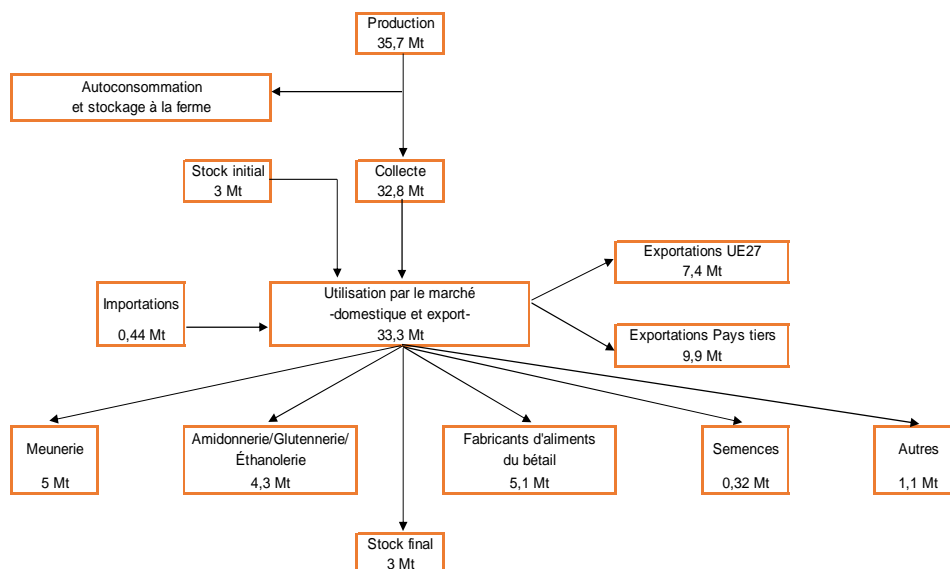 Production
35,7 Mt
Autoconsommation
et stockage à la ferme
Stock initial
3 Mt
Collecte
32,8 Mt
Exportations UE27
7,4 Mt
Importations
0,44 Mt
Utilisation par le marché
-domestique et export-
33,3 Mt
Exportations Pays tiers
9,9 Mt
Meunerie
5 Mt
Amidonnerie/Glutennerie/
Éthanolerie
4,3 Mt
Fabricants d'aliments
du bétail
5,1 Mt
Semences
0,32 Mt
Autres
1,1 Mt
Stock final
3 Mt